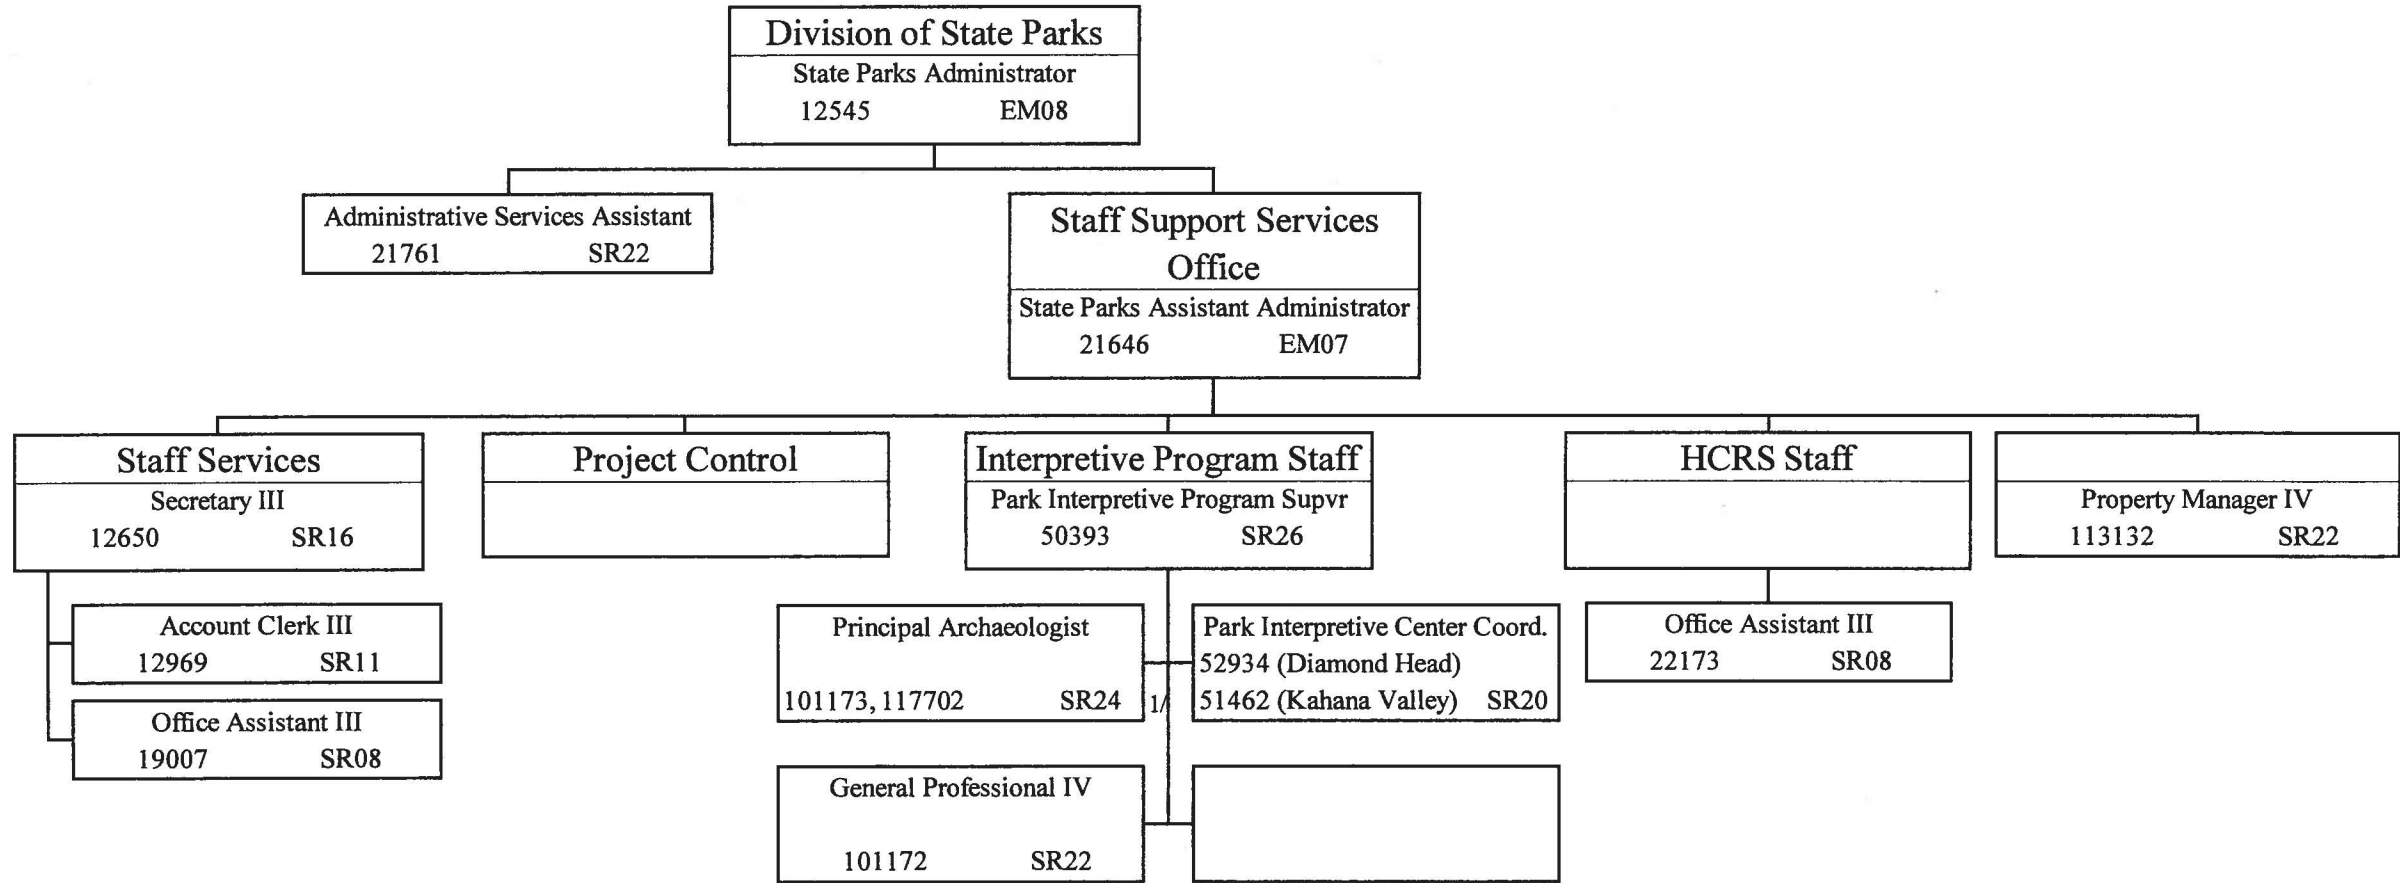 Division of State Parks
State Parks Administrator
12545 EM08
Administrative Services Assistant
21761 SR22
Staff Support Services
Office
State Parks Assistant Administrator
21646 EM07
Staff Services
Secretary III
12650 SR16
Account Clerk III
12969 SR11
Office Assistant III
19007 SR08
Project Control
Interpretive Program Staff
Park Interpretive Program Supvr
50393 SR26
Principal Archaeologist
101173, 117702 SR24
1/
Park Interpretive Center Coord.
52934 (Diamond Head)
51462 (Kahana Valley) SR20
General Professional IV
101172 SR22
HCRS Staff
Office Assistant III
22173 SR08
Property Manager IV
113132 SR22